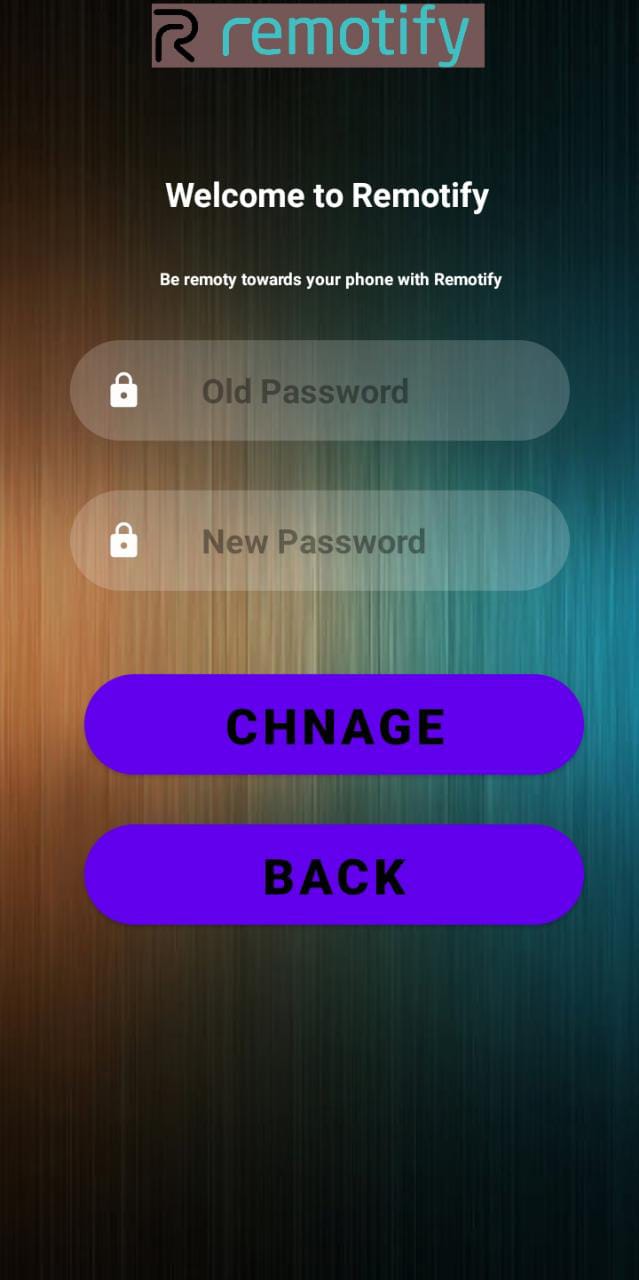 R remotify
Welcome to Remotify
Be remoty towards your phone with Remotify
Old Password
New Password
CHNAGE
BACK